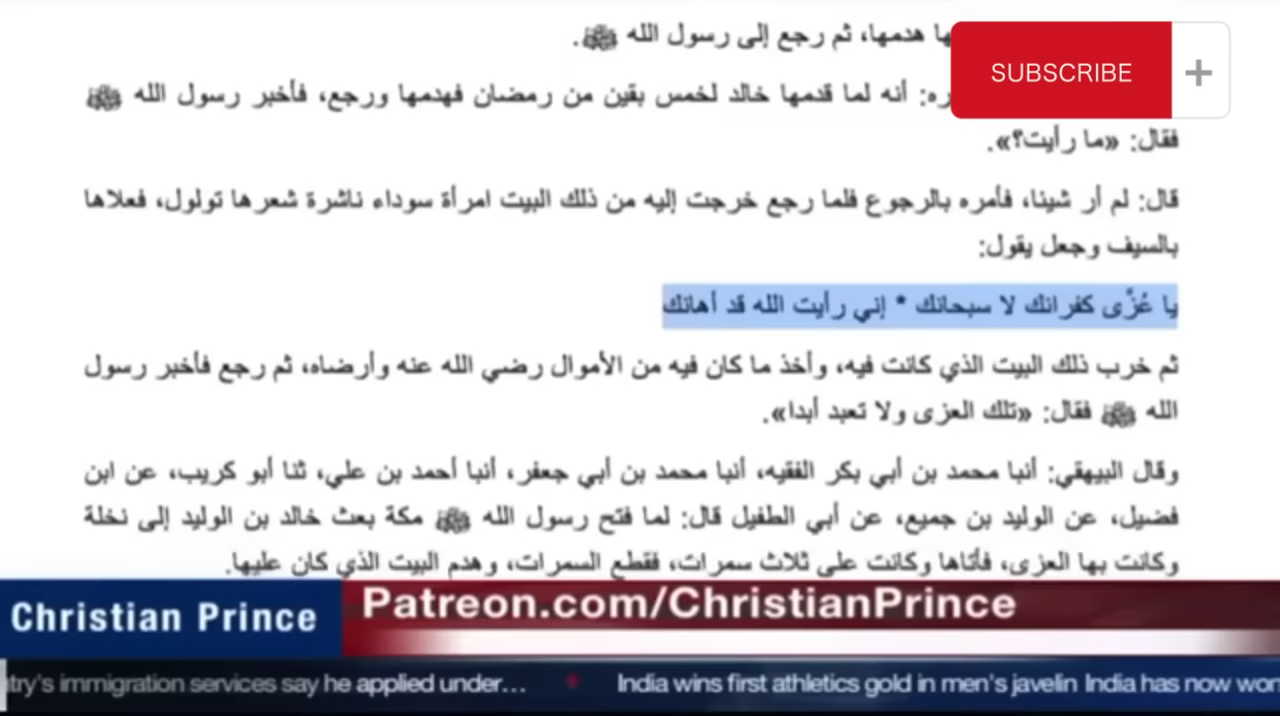 ها هدمها، ثم رجع إلى رسول الله ﷺ.
SUBSCRIBE +
ره: أنه لما قدمها خالد لخمس بقين من رمضان فهدمها ورجع، فأخبر رسول الله ﷺ
فقال: «ما رأيت؟».
قال: لم أر شيئا، فأمره بالرجوع فلما رجع خرجت إليه من ذلك البيت امرأة سوداء ناشرة شعرها تولول، فعلاها
بالسيف وجعل يقول:
يا عُزَّى كفرانك لا سبحانك * إني رأيت الله قد أهانك
ثم خرب ذلك البيت الذي كانت فيه، وأخذ ما كان فيه من الأموال رضي الله عنه وأرضاه، ثم رجع فأخبر رسول
الله ﷺ فقال: «تلك العزى ولا تعبد أبدا».
وقال البيهقي: أنبا محمد بن أبي بكر الفقيه، أنبا محمد بن أبي جعفر، أنبا أحمد بن علي، ثنا أبو كريب، عن ابن
فضيل، عن الوليد بن جميع، عن أبي الطفيل قال: لما فتح رسول الله ﷺ مكة بعث خالد بن الوليد إلى نخلة
وكانت بها العزى، فأتاها وكانت على ثلاث سمرات، فقطع السمرات، وهدم البيت الذي كان عليها.
Christian Prince
Patreon.com/ChristianPrince
try's immigration services say he applied under...
India wins first athletics gold in men's javelin India has now won